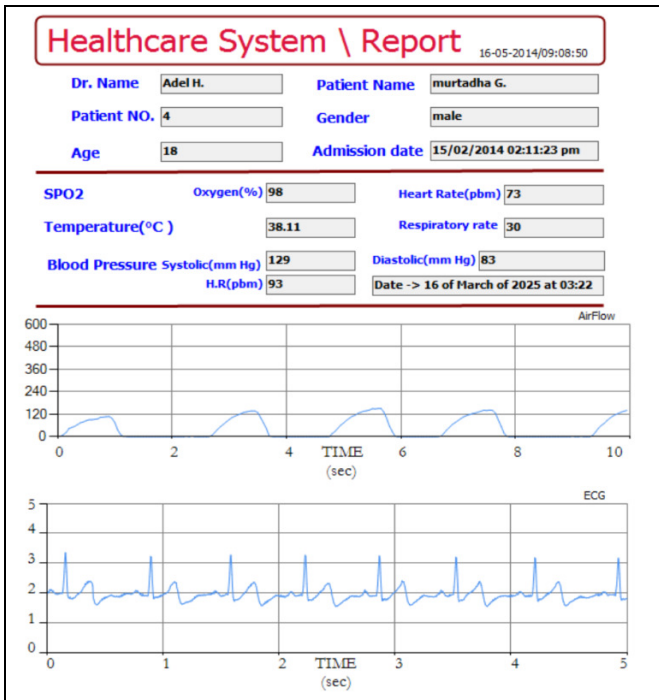 Healthcare System \ Report 16-05-2014/09:08:50
Dr. Name Adel H. Patient Name murtadha G.
Patient NO. 4 Gender male
Age 18 Admission date 15/02/2014 02:11:23 pm
SPO2 Oxygen(%) 98 Heart Rate(pbm) 73
Temperature(°C ) 38.11 Respiratory rate 30
Blood Pressure Systolic(mm Hg) 129 Diastolic(mm Hg) 83
H.R(pbm) 93 Date -> 16 of March of 2025 at 03:22
AirFlow
600
480
360
240
120
0
0 2 4 TIME 6 8 10
(sec)
ECG
5
4
3
2
1
0
0 1 2 TIME 3 4 5
(sec)